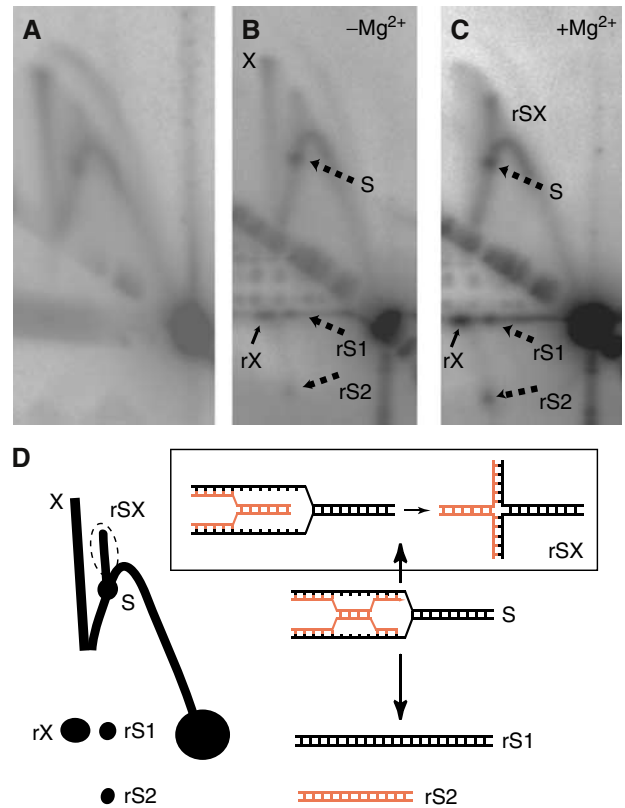 A
B
−Mg2+
X
S
rX
rS1
rS2
C
+Mg2+
rSX
S
rX
rS1
rS2
D
X
rSX
S
rX
rS1
rS2
rSX
S
rS1
rS2